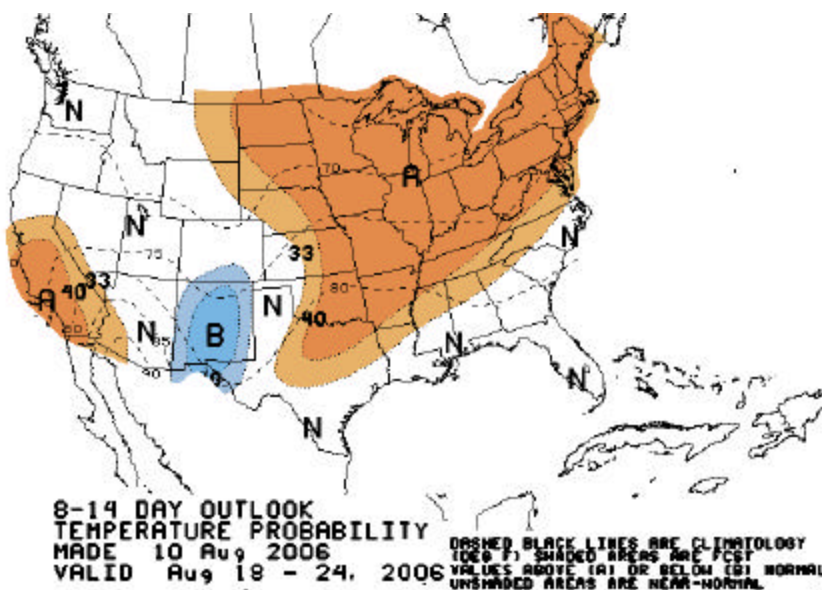 N
70
A
N
N
75
33
33
40
A
80
N
40
N
B
95
N
80
90
N
N
8-14 DAY OUTLOOK
TEMPERATURE PROBABILITY
MADE 10 Aug 2006
VALID Aug 18 - 24, 2006
DASHED BLACK LINES ARE CLIMATOLOGY
(DEG F) SHADED AREAS ARE FCST
VALUES ABOVE (A) OR BELOW (B) NORMAL
UNSHADED AREAS ARE NEAR-NORMAL